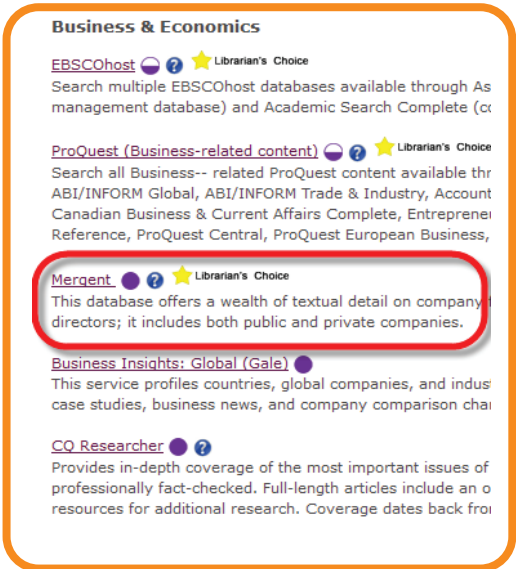 Business & Economics
EBSCOhost ? Librarian's Choice
Search multiple EBSCOhost databases available through As
management database) and Academic Search Complete (co
ProQuest (Business-related content) ? Librarian's Choice
Search all Business-- related ProQuest content available thr
ABI/INFORM Global, ABI/INFORM Trade & Industry, Account
Canadian Business & Current Affairs Complete, Entrepreneu
Reference, ProQuest Central, ProQuest European Business,
Mergent ? Librarian's Choice
This database offers a wealth of textual detail on company
directors; it includes both public and private companies.
Business Insights: Global (Gale)
This service profiles countries, global companies, and indust
case studies, business news, and company comparison char
CQ Researcher ?
Provides in-depth coverage of the most important issues of
professionally fact-checked. Full-length articles include an o
resources for additional research. Coverage dates back fro